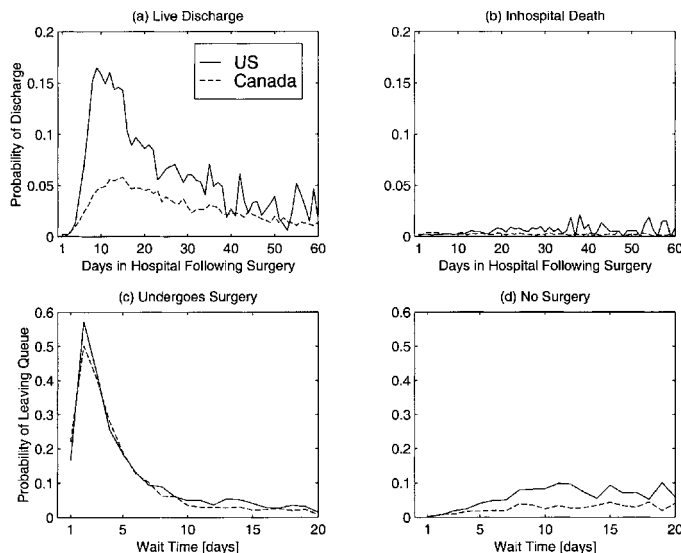 (a) Live Discharge
(b) Inhospital Death
0.2
0.15
0.1
0.05
0
US
Canada
Probability of Discharge
1 10 20 30 40 50 60
Days in Hospital Following Surgery
0.2
0.15
0.1
0.05
0
1 10 20 30 40 50 60
Days in Hospital Following Surgery
(c) Undergoes Surgery
(d) No Surgery
0.6
0.5
0.4
0.3
0.2
0.1
0
Probability of Leaving Queue
1 5 10 15 20
Wait Time [days]
0.6
0.5
0.4
0.3
0.2
0.1
0
1 5 10 15 20
Wait Time [days]